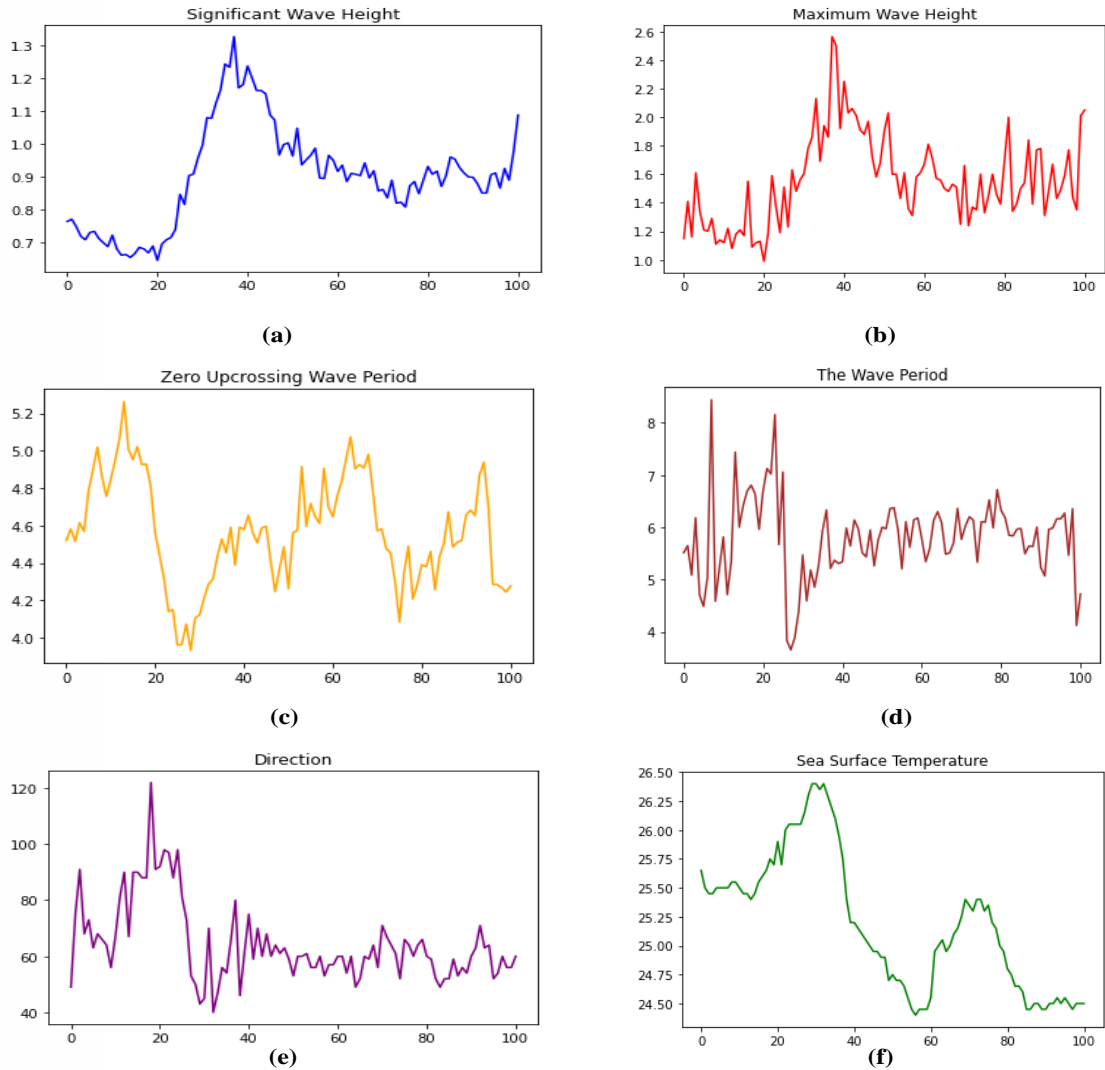 Significant Wave Height
1.3
1.2
1.1
1.0
0.9
0.8
0.7
0 20 40 60 80 100
(a)
Maximum Wave Height
2.6
2.4
2.2
2.0
1.8
1.6
1.4
1.2
1.0
0 20 40 60 80 100
(b)
Zero Upcrossing Wave Period
5.2
5.0
4.8
4.6
4.4
4.2
4.0
0 20 40 60 80 100
(c)
The Wave Period
8
7
6
5
4
0 20 40 60 80 100
(d)
Direction
120
100
80
60
40
0 20 40 60 80 100
(e)
Sea Surface Temperature
26.50
26.25
26.00
25.75
25.50
25.25
25.00
24.75
24.50
0 20 40 60 80 100
(f)